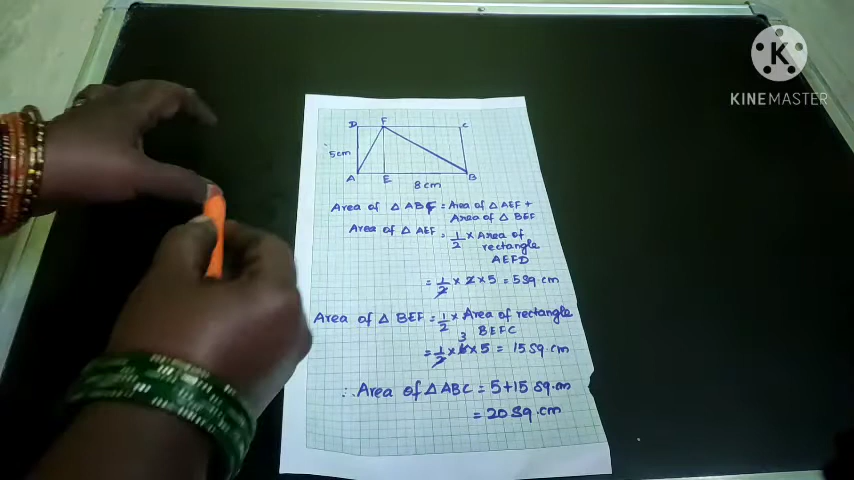 D F C
5cm
A E B
8cm
Area of △ ABF = Area of △ AEF +
Area of △ BEF
Area of △ AEF = 1/2 × Area of
rectangle
AEFD
= 1/2 × 2 × 5 = 5 sq. cm
Area of △ BEF = 1/2 × Area of rectangle
BEFC
3
= 1/2 × 6 × 5 = 15 sq. cm
∴ Area of △ ABC = 5+15 sq. cm
= 20 sq. cm
K
KINEMASTER